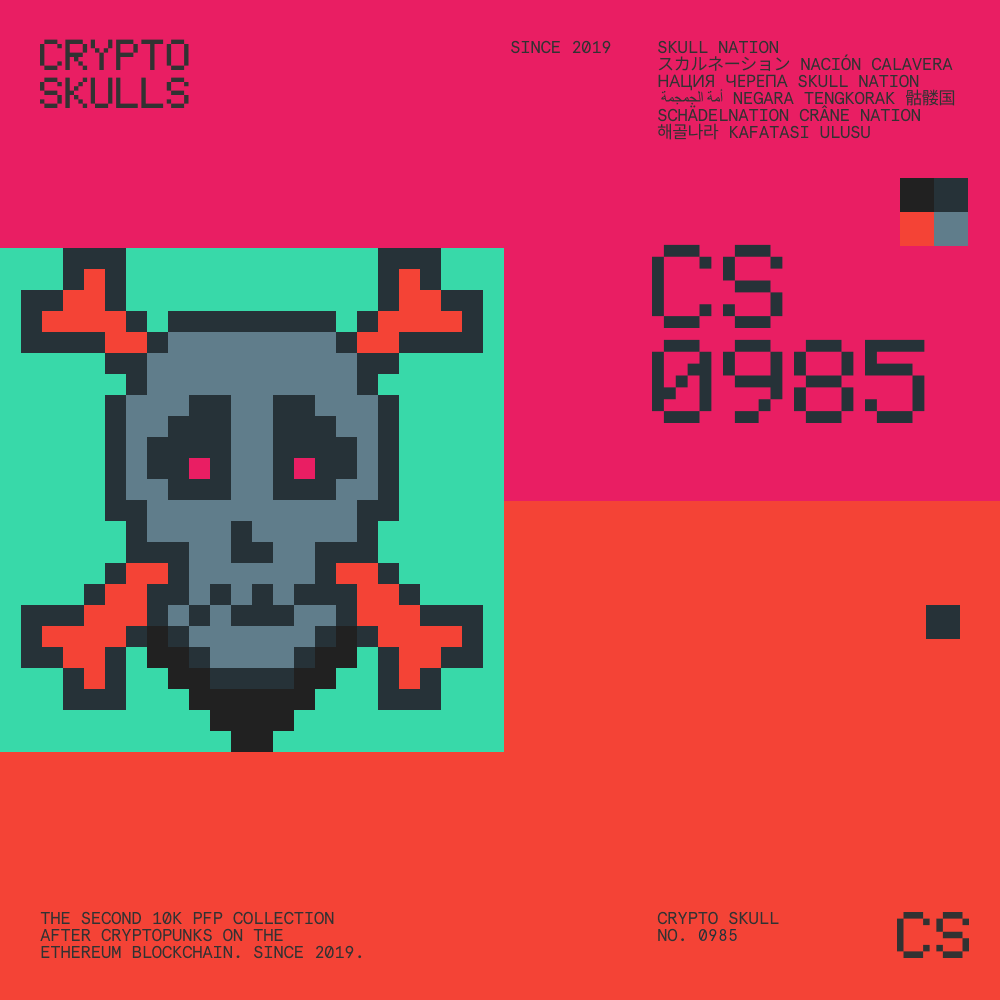 CRYPTO
SKULLS
SINCE 2019
SKULL NATION
スカルネーション NACIÓN CALAVERA
НАЦИЯ ЧЕРЕПА SKULL NATION
أمة الجمجمة NEGARA TENGKORAK 骷髅国
SCHÄDELNATION CRÂNE NATION
해골나라 KAFATASI ULUSU
CS
0985
THE SECOND 10K PFP COLLECTION
AFTER CRYPTOPUNKS ON THE
ETHEREUM BLOCKCHAIN. SINCE 2019.
CRYPTO SKULL
NO. 0985
CS